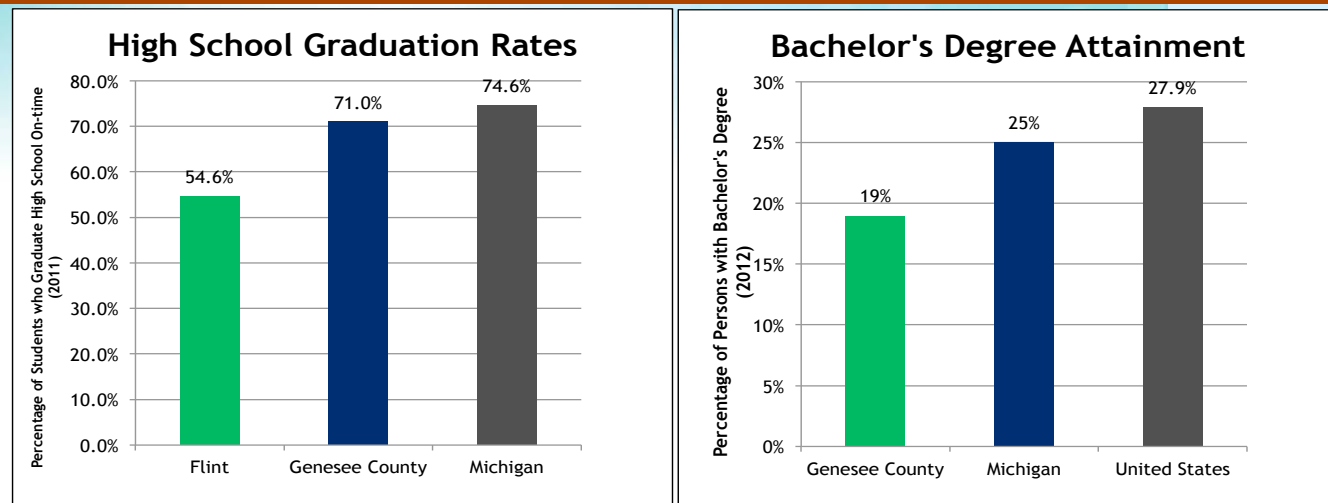 High School Graduation Rates
Percentage of Students who Graduate High School On-time
(2011)
80.0%
70.0%
60.0%
50.0%
40.0%
30.0%
20.0%
10.0%
0.0%
54.6%
71.0%
74.6%
Flint
Genesee County
Michigan
Bachelor's Degree Attainment
Percentage of Persons with Bachelor's Degree
(2012)
30%
25%
20%
15%
10%
5%
0%
19%
25%
27.9%
Genesee County
Michigan
United States